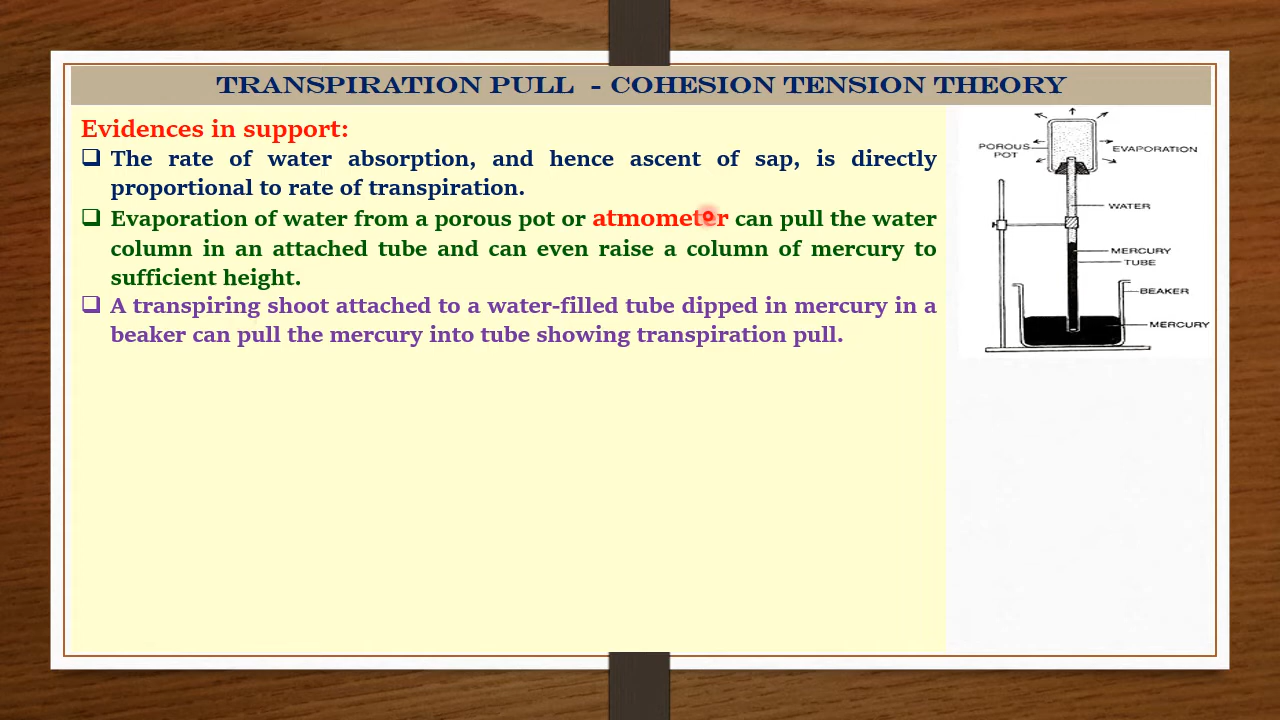 TRANSPIRATION PULL - COHESION TENSION THEORY
Evidences in support:
The rate of water absorption, and hence ascent of sap, is directly
proportional to rate of transpiration.
Evaporation of water from a porous pot or atmometer can pull the water
column in an attached tube and can even raise a column of mercury to
sufficient height.
A transpiring shoot attached to a water-filled tube dipped in mercury in a
beaker can pull the mercury into tube showing transpiration pull.
POROUS
POT
EVAPORATION
WATER
MERCURY
TUBE
BEAKER
MERCURY